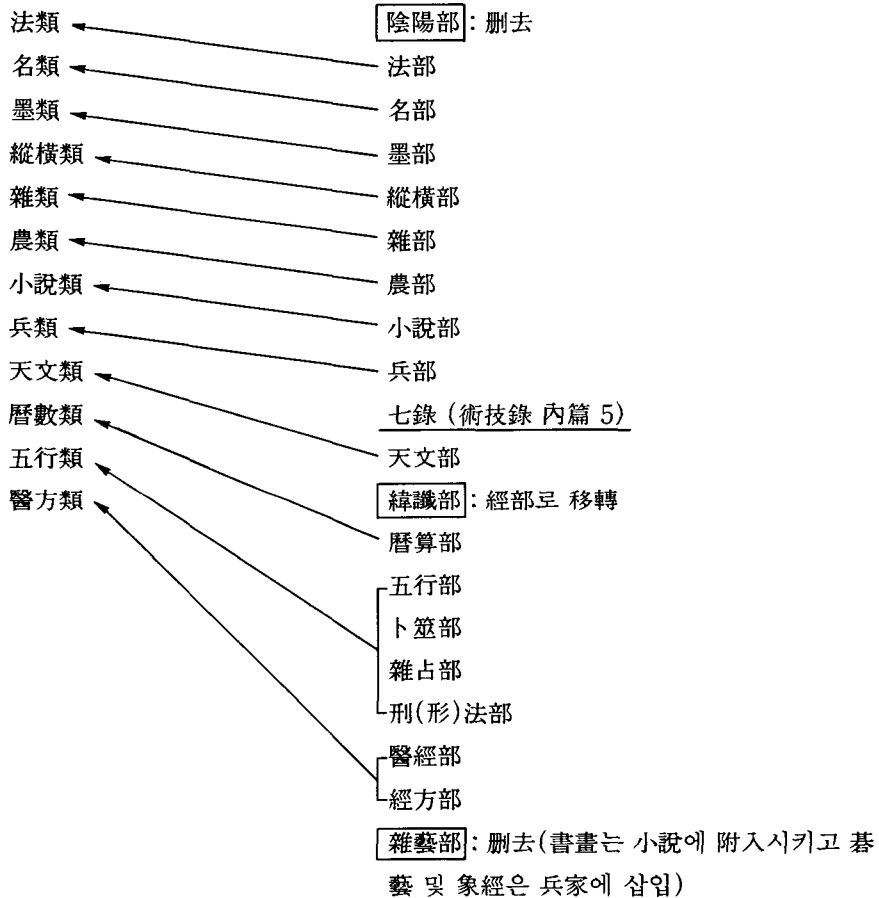 法類 陰陽部 : 刪去
名類 法部
墨類 名部
縱橫類 墨部
雜類 縱橫部
農類 雜部
小說類 農部
兵類 小說部
天文類 兵部
曆數類 七錄 (術技錄 內篇 5)
五行類 天文部
醫方類 緯讖部 : 經部로 移轉
曆算部
五行部
卜筮部
雜占部
刑(形)法部
醫經部
經方部
雜藝部 : 刪去(書畫는 小說에 附入시키고 碁
藝 및 象經은 兵家에 삽입)